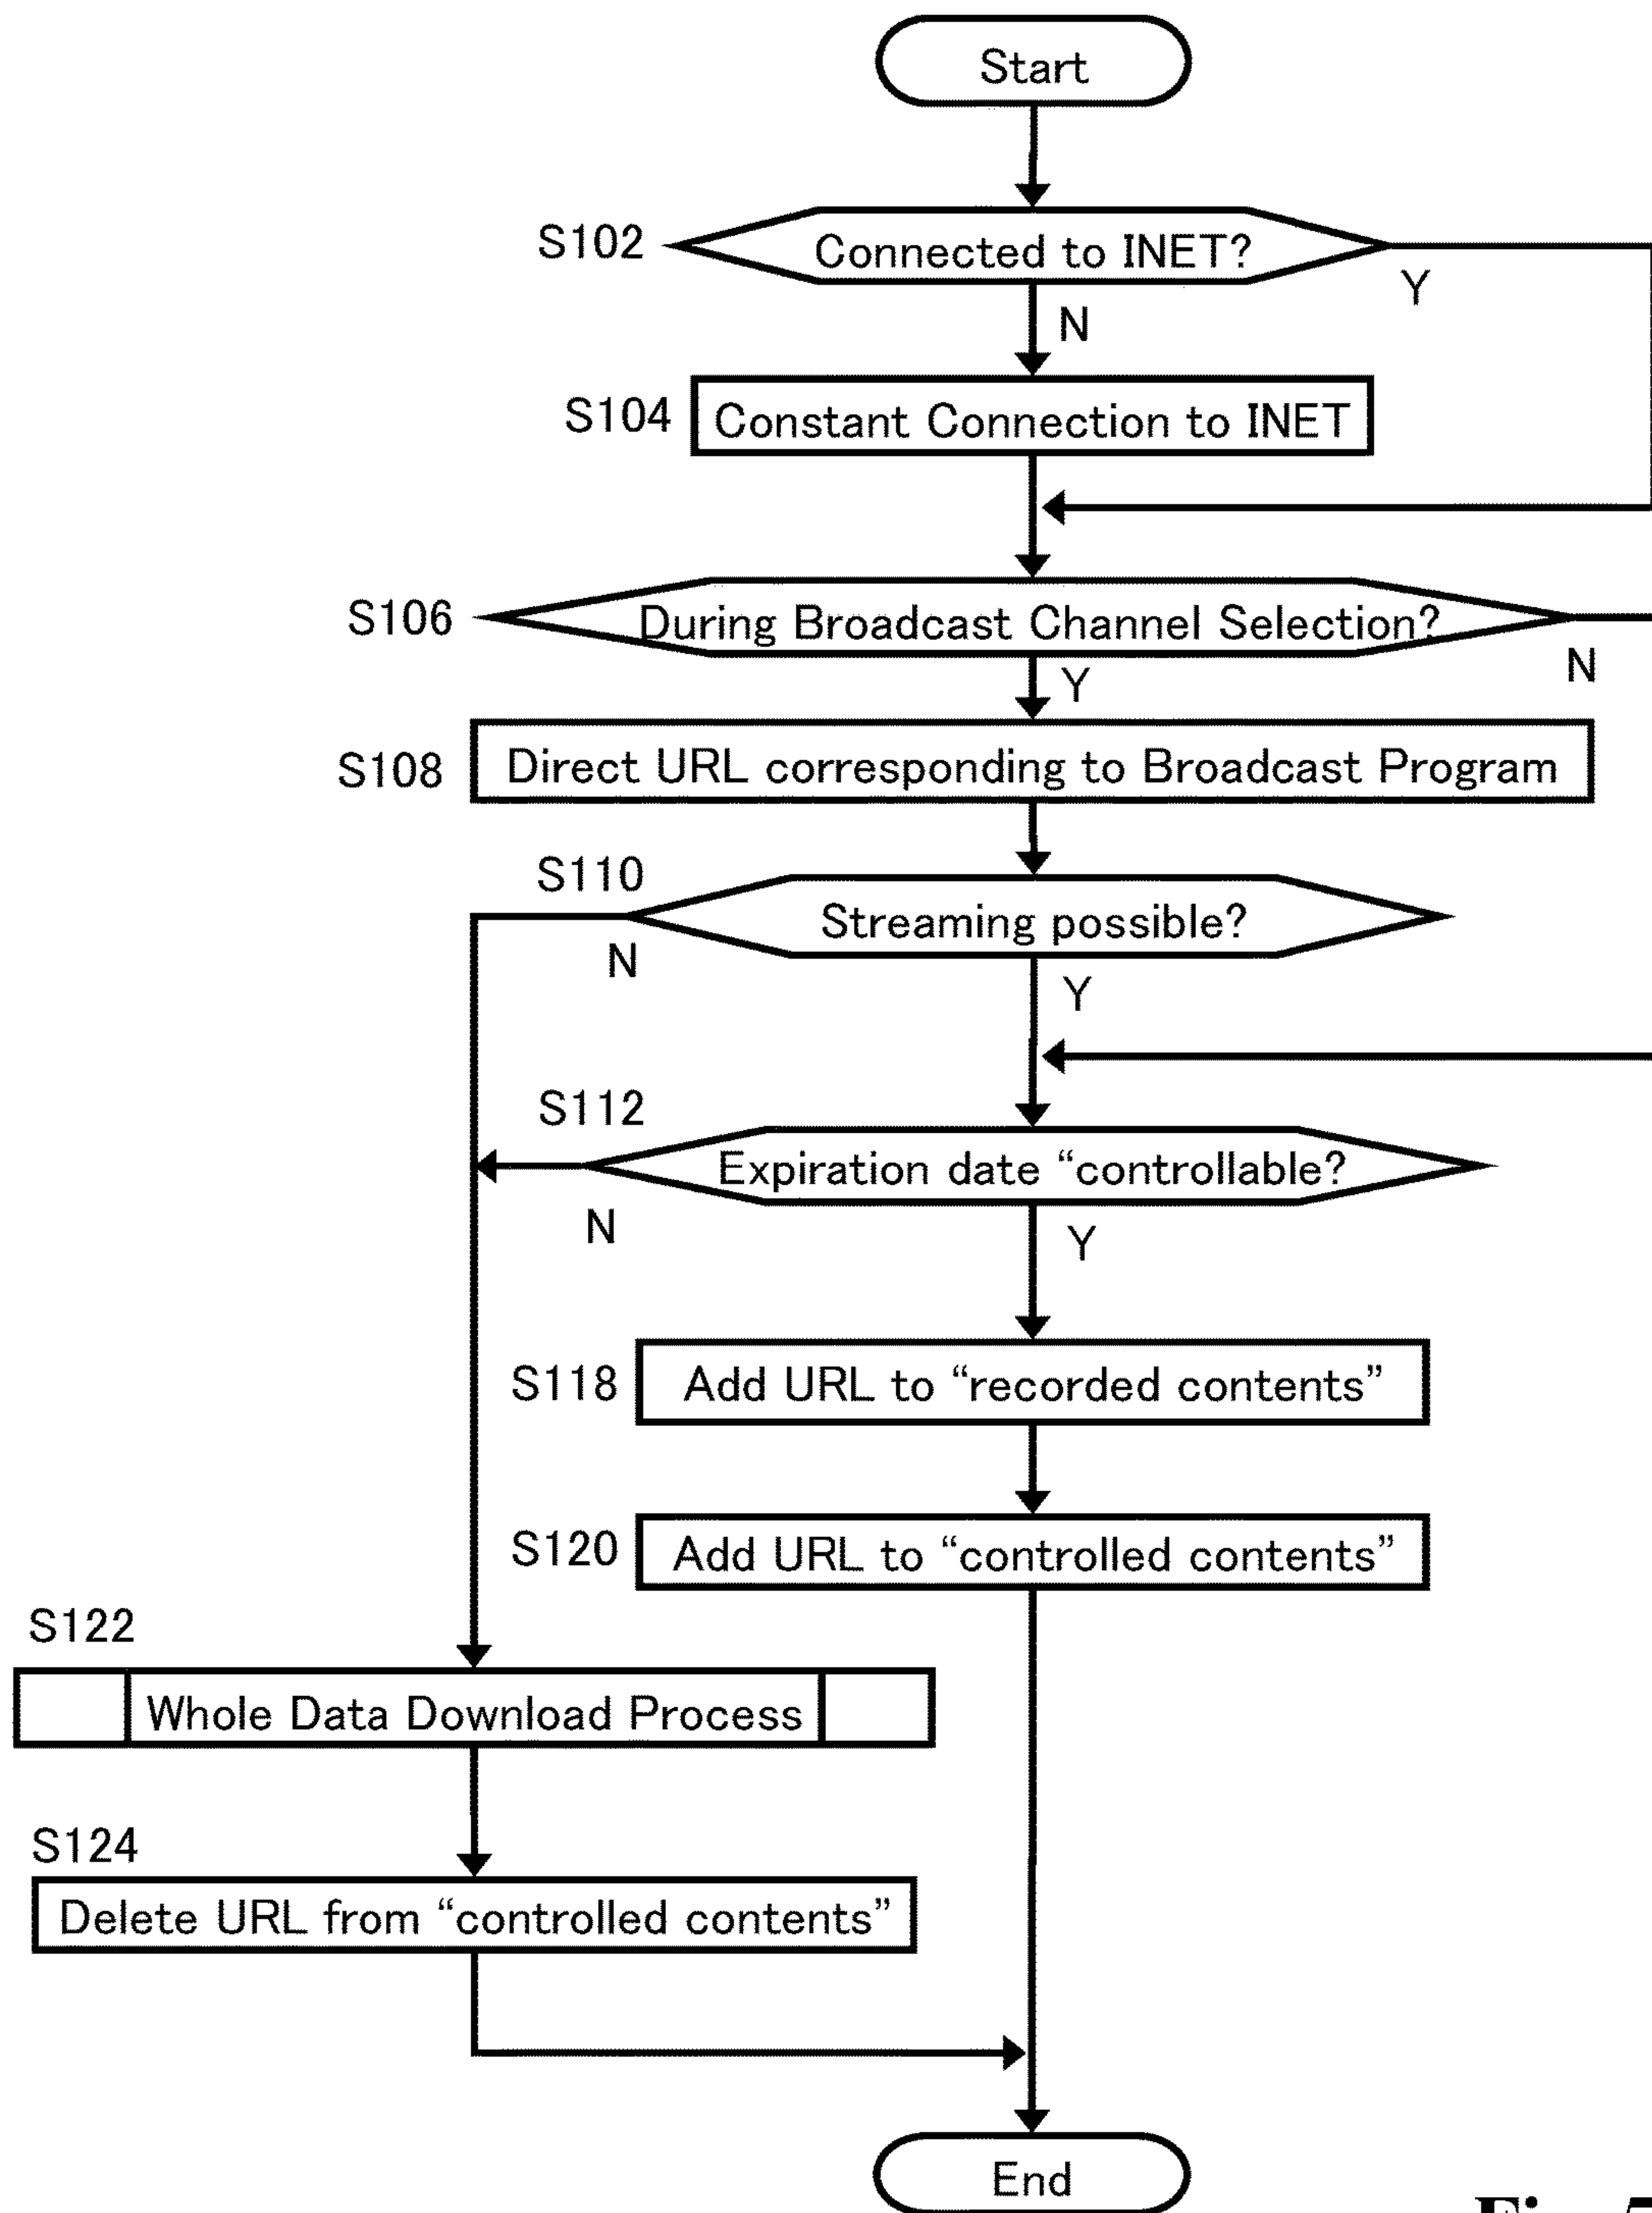 Start
S102
Connected to INET?
Y
N
S104
Constant Connection to INET
S106
During Broadcast Channel Selection?
N
Y
S108
Direct URL corresponding to Broadcast Program
S110
Streaming possible?
N
Y
S112
Expiration date “controllable?
N
Y
S118
Add URL to “recorded contents”
S120
Add URL to “controlled contents”
S122
Whole Data Download Process
S124
Delete URL from “controlled contents”
End